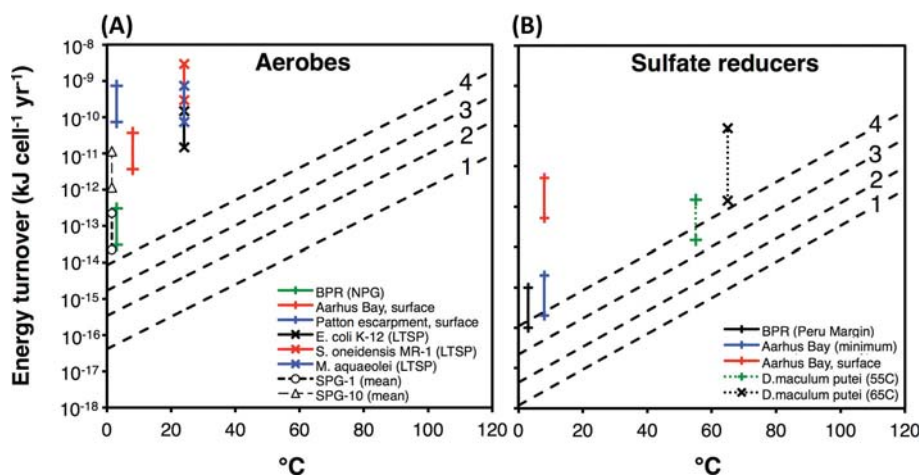 (A)
(B)
Energy turnover (kJ cell⁻¹ yr⁻¹)
10⁻⁸
10⁻⁹
10⁻¹⁰
10⁻¹¹
10⁻¹²
10⁻¹³
10⁻¹⁴
10⁻¹⁵
10⁻¹⁶
10⁻¹⁷
10⁻¹⁸
Aerobes
4
3
2
1
BPR (NPG)
Aarhus Bay, surface
Patton escarpment, surface
E. coli K-12 (LTSP)
S. oneidensis MR-1 (LTSP)
M. aquaeolei (LTSP)
SPG-1 (mean)
SPG-10 (mean)
0 20 40 60 80 100 120
°C
Sulfate reducers
4
3
2
1
BPR (Peru Margin)
Aarhus Bay (minimum)
Aarhus Bay, surface
D.maculum putei (55C)
D.maculum putei (65C)
0 20 40 60 80 100 120
°C